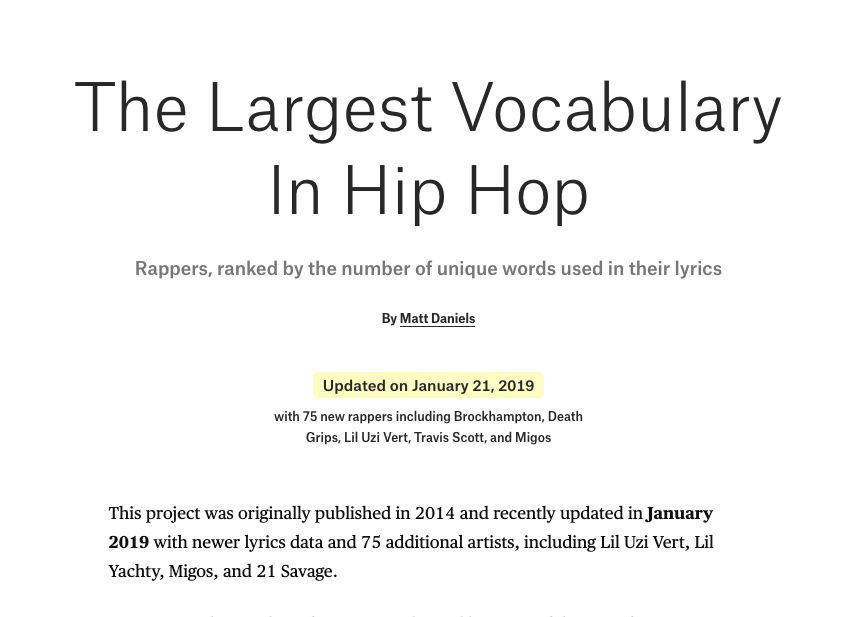 The Largest Vocabulary
In Hip Hop
Rappers, ranked by the number of unique words used in their lyrics
By Matt Daniels
Updated on January 21, 2019
with 75 new rappers including Brockhampton, Death
Grips, Lil Uzi Vert, Travis Scott, and Migos
This project was originally published in 2014 and recently updated in January
2019 with newer lyrics data and 75 additional artists, including Lil Uzi Vert, Lil
Yachty, Migos, and 21 Savage.